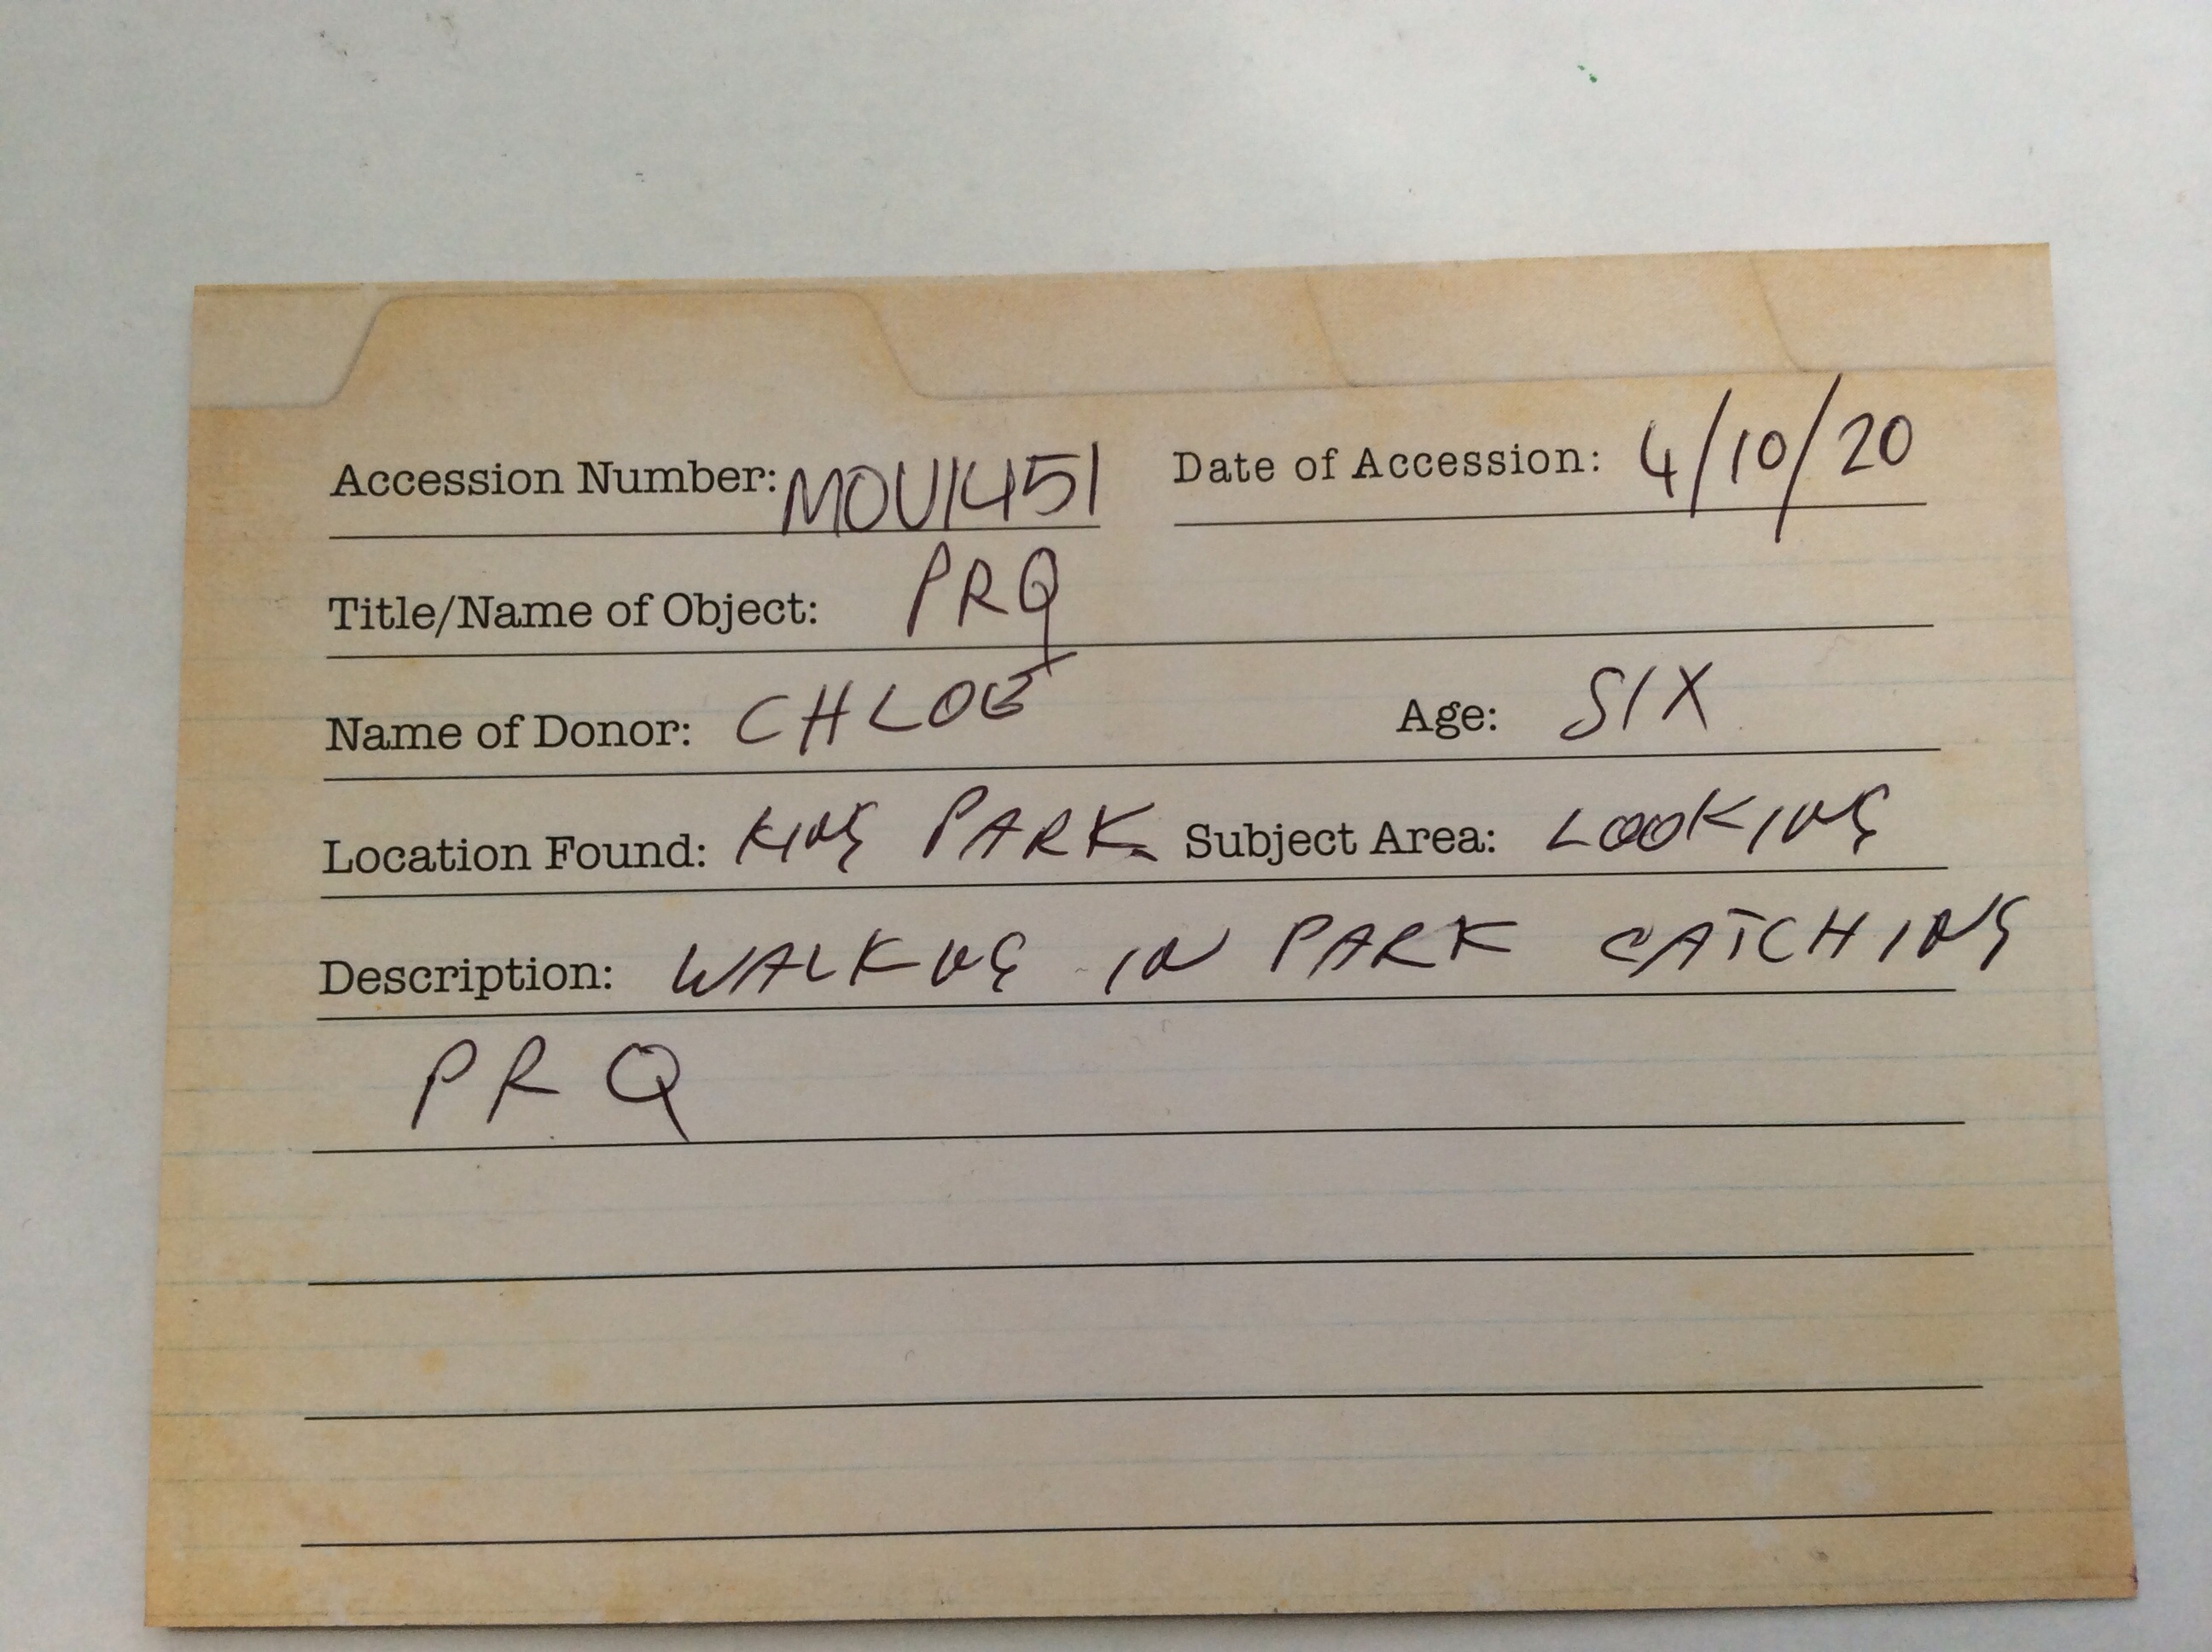 Accession Number: MOU1451 Date of Accession: 4/10/20
Title/Name of Object: PRQ
Name of Donor: CHLOE Age: SIX
Location Found: KING PARK Subject Area: LOOKING
Description: WALKNG IN PARK CATCHING
PRQ